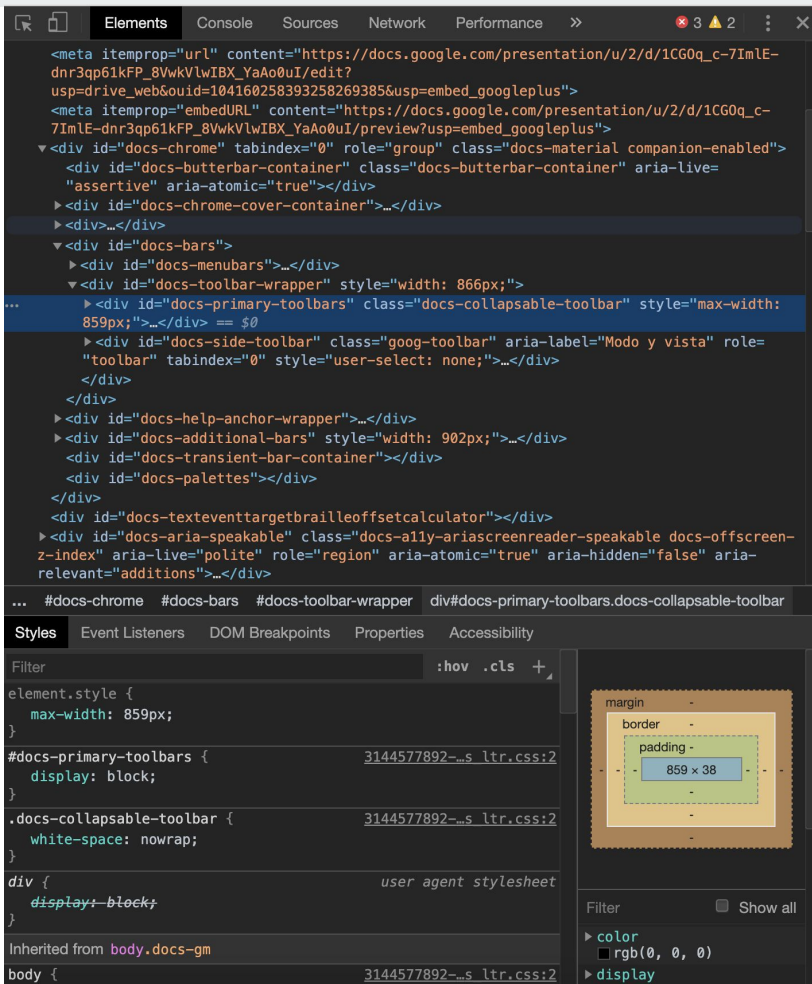 Elements Console Sources Network Performance » 3 2
<meta itemprop="url" content="https://docs.google.com/presentation/u/2/d/1CGOq_c-7ImlE-
dnr3qp61kFP_8VwkVlwIBX_YaAo0uI/edit?
usp=drive_web&ouid=104160258393258269385&usp=embed_googleplus">
<meta itemprop="embedURL" content="https://docs.google.com/presentation/u/2/d/1CGOq_c-
7ImlE-dnr3qp61kFP_8VwkVlwIBX_YaAo0uI/preview?usp=embed_googleplus">
▼<div id="docs-chrome" tabindex="0" role="group" class="docs-material companion-enabled">
<div id="docs-butterbar-container" class="docs-butterbar-container" aria-live=
"assertive" aria-atomic="true"></div>
▶<div id="docs-chrome-cover-container">…</div>
▶<div>…</div>
▼<div id="docs-bars">
▶<div id="docs-menubars">…</div>
▼<div id="docs-toolbar-wrapper" style="width: 866px;">
… ▶<div id="docs-primary-toolbars" class="docs-collapsable-toolbar" style="max-width:
859px;">…</div> == $0
▶<div id="docs-side-toolbar" class="goog-toolbar" aria-label="Modo y vista" role=
"toolbar" tabindex="0" style="user-select: none;">…</div>
</div>
</div>
▶<div id="docs-help-anchor-wrapper">…</div>
▶<div id="docs-additional-bars" style="width: 902px;">…</div>
<div id="docs-transient-bar-container"></div>
<div id="docs-palettes"></div>
</div>
<div id="docs-texteventtargetbrailleoffsetcalculator"></div>
▶<div id="docs-aria-speakable" class="docs-a11y-ariascreenreader-speakable docs-offscreen-
z-index" aria-live="polite" role="region" aria-atomic="true" aria-hidden="false" aria-
relevant="additions">…</div>
... #docs-chrome #docs-bars #docs-toolbar-wrapper div#docs-primary-toolbars.docs-collapsable-toolbar
Styles Event Listeners DOM Breakpoints Properties Accessibility
Filter :hov .cls +
element.style {
max-width: 859px;
}
#docs-primary-toolbars { 3144577892-…s_ltr.css:2
display: block;
}
.docs-collapsable-toolbar { 3144577892-…s_ltr.css:2
white-space: nowrap;
}
div { user agent stylesheet
display: block;
}
Inherited from body.docs-gm
body { 3144577892-…s_ltr.css:2
margin -
border -
padding -
- - - 859 × 38 - - -
-
-
-
Filter Show all
▶ color
rgb(0, 0, 0)
▶ display